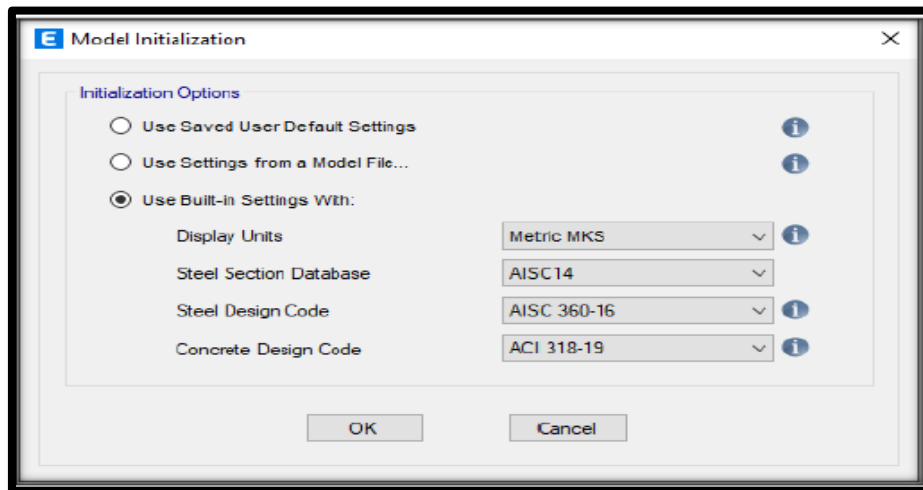 E Model Initialization
Initialization Options
Use Saved User Default Settings
Use Settings from a Model File...
Use Built-in Settings With:
Display Units Metric MKS
Steel Section Database AISC14
Steel Design Code AISC 360-16
Concrete Design Code ACI 318-19
OK Cancel